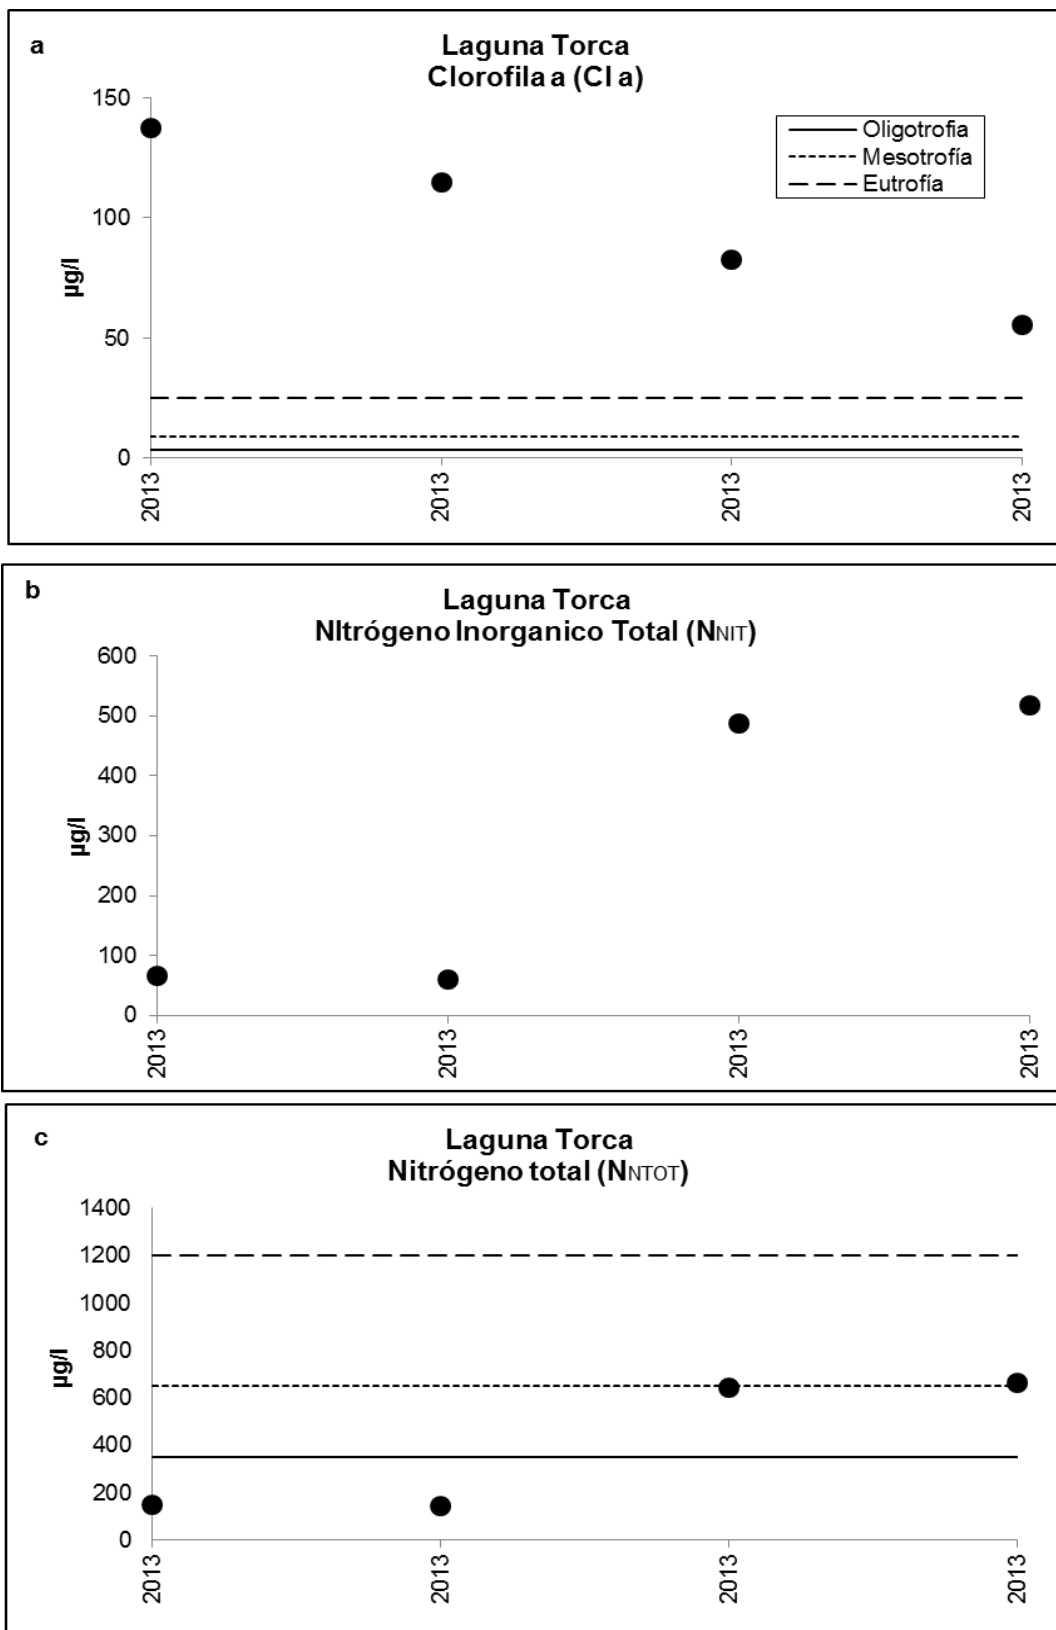 a
Laguna Torca
Clorofila a (Cl a)
150
100
50
0
µg/l
Oligotrofia
Mesotrofía
Eutrofía
2013
2013
2013
2013
b
Laguna Torca
NItrógeno Inorganico Total (NNIT)
600
500
400
300
200
100
0
µg/l
2013
2013
2013
2013
c
Laguna Torca
Nitrógeno total (NNTOT)
1400
1200
1000
800
600
400
200
0
µg/l
2013
2013
2013
2013